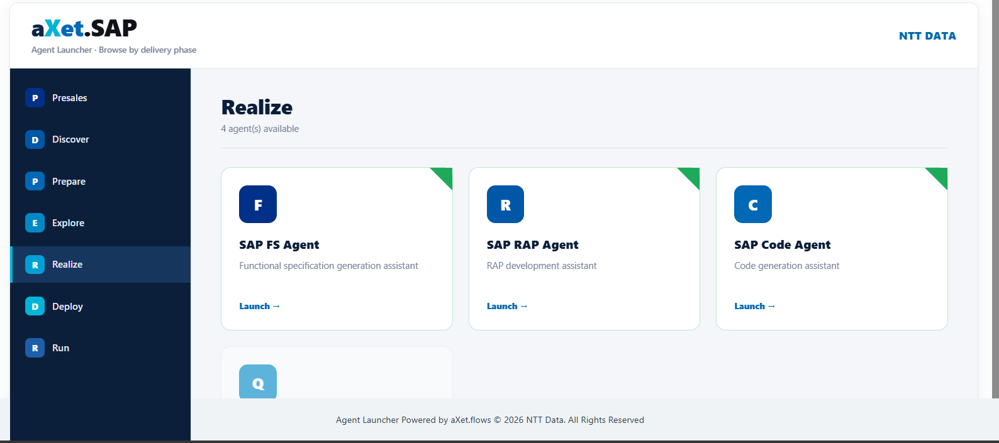 aXet.SAP
Agent Launcher · Browse by delivery phase
NTT DATA
P Presales
D Discover
P Prepare
E Explore
R Realize
D Deploy
R Run
Realize
4 agent(s) available
F
SAP FS Agent
Functional specification generation assistant
Launch →
R
SAP RAP Agent
RAP development assistant
Launch →
C
SAP Code Agent
Code generation assistant
Launch →
Q
Agent Launcher Powered by aXet.flows © 2026 NTT Data. All Rights Reserved